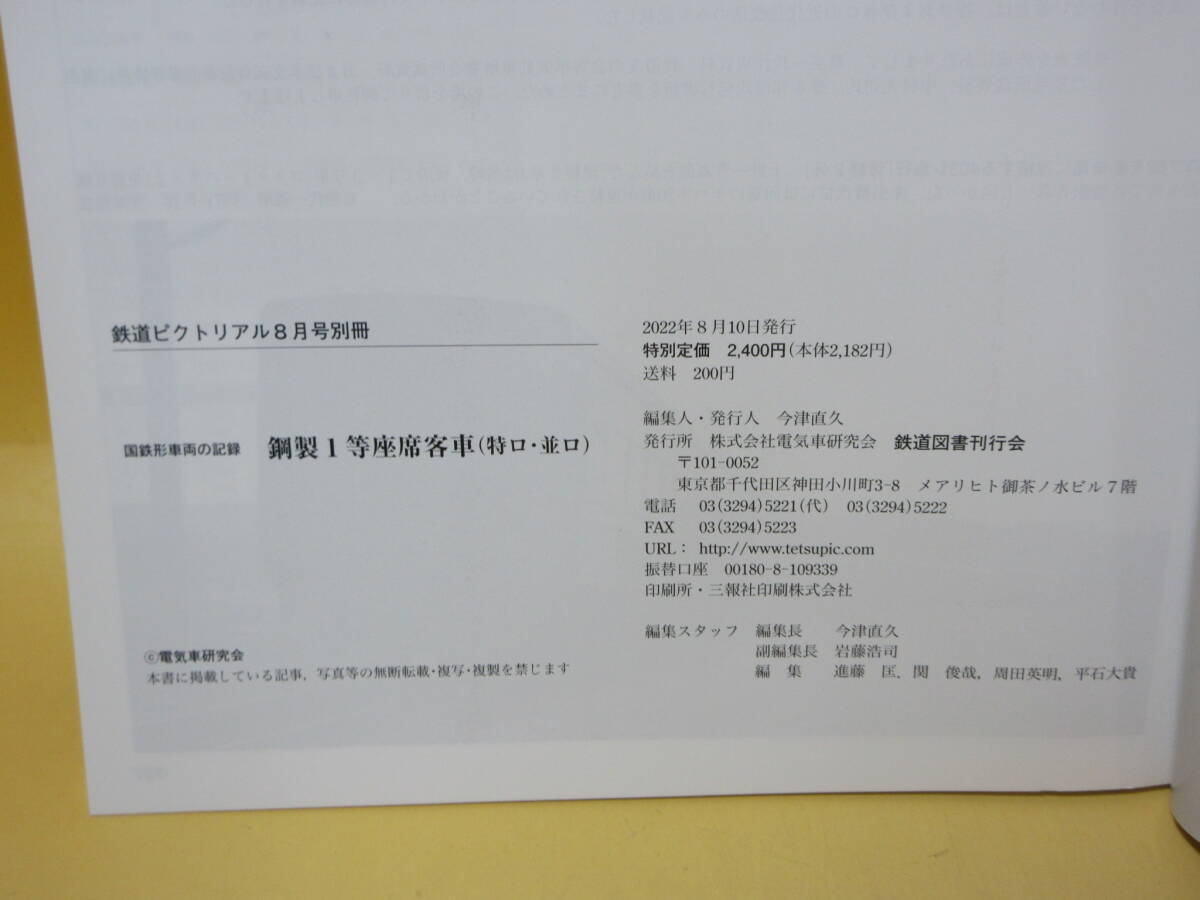 鉄道ピクトリアル8月号別冊
国鉄形車両の記録 鋼製1等座席客車(特ロ・並ロ)
©電気車研究会
本書に掲載している記事，写真等の無断転載・複写・複製を禁じます
2022年8月10日発行
特別定価 2,400円(本体2,182円)
送料 200円
編集人・発行人 今津直久
発行所 株式会社電気車研究会 鉄道図書刊行会
〒101-0052
東京都千代田区神田小川町3-8 メアリヒト御茶ノ水ビル7階
電話 03(3294)5221(代) 03(3294)5222
FAX 03(3294)5223
URL： http://www.tetsupic.com
振替口座 00180-8-109339
印刷所・三報社印刷株式会社
編集スタッフ 編集長 今津直久
副編集長 岩藤浩司
編 集 進藤 匡，関 俊哉，周田英明，平石大貴